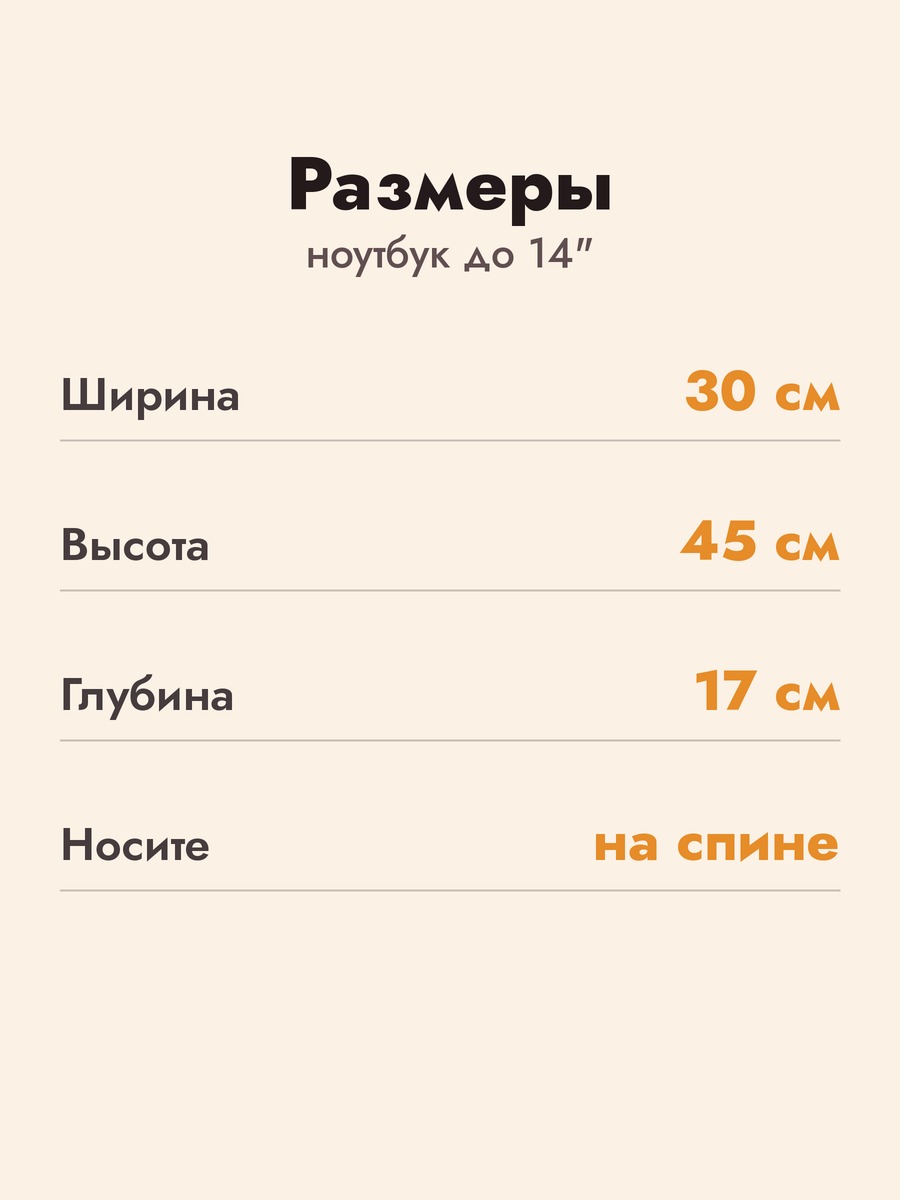 Размеры
ноутбук до 14"
Ширина 30 см
Высота 45 см
Глубина 17 см
Носите на спине